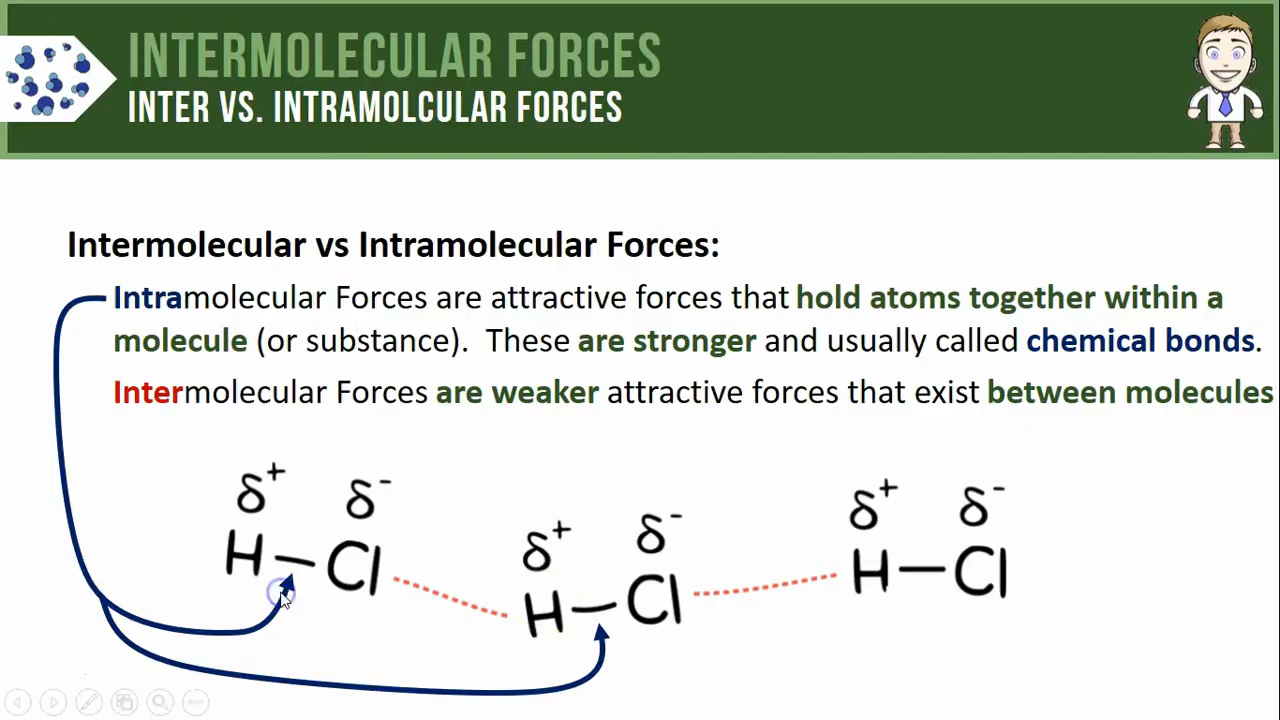 INTERMOLECULAR FORCES
INTER VS. INTRAMOLCULAR FORCES
Intermolecular vs Intramolecular Forces:
Intramolecular Forces are attractive forces that hold atoms together within a
molecule (or substance).  These are stronger and usually called chemical bonds.
Intermolecular Forces are weaker attractive forces that exist between molecules
δ+ δ-
H—Cl
δ+ δ-
H—Cl
δ+ δ-
H—Cl